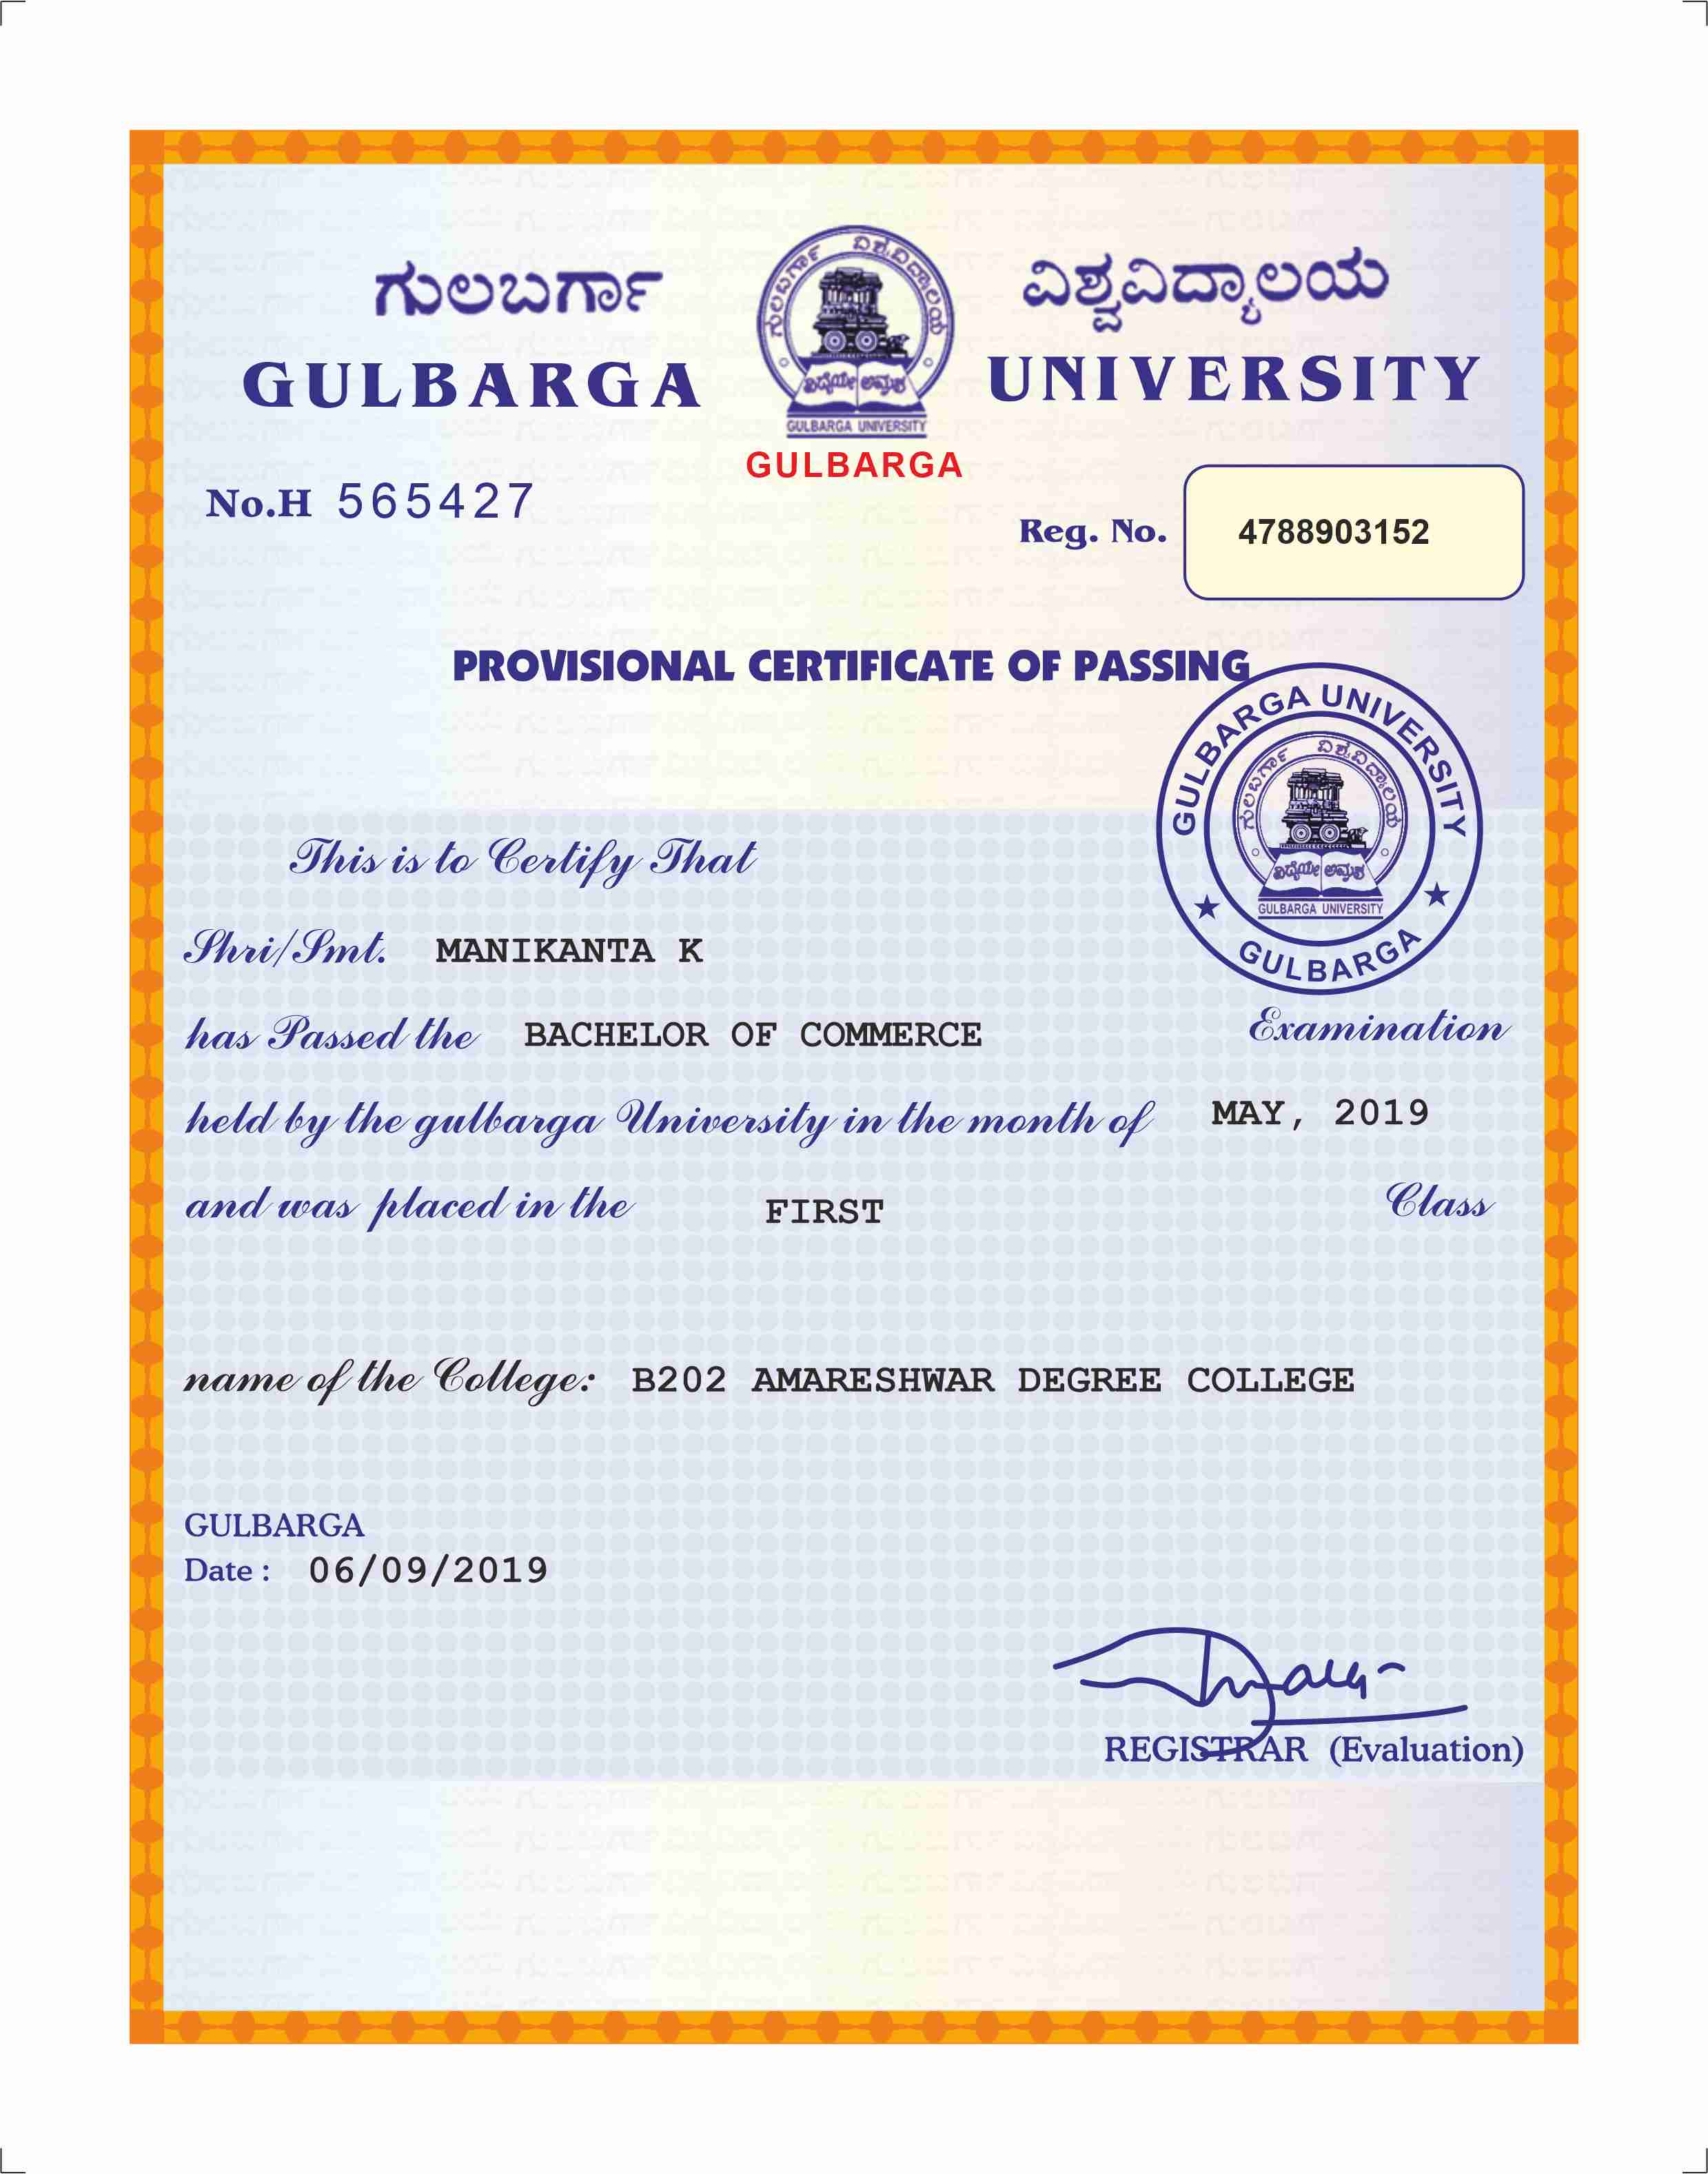 ಗುಲಬರ್ಗಾ ವಿಶ್ವವಿದ್ಯಾಲಯ
GULBARGA UNIVERSITY
ಗುಲಬರ್ಗಾ ವಿಶ್ವವಿದ್ಯಾಲಯ
ವಿದ್ಯೆಯೇ ಅಮೃತ
GULBARGA UNIVERSITY
GULBARGA
No.H 565427
Reg. No. 4788903152
PROVISIONAL CERTIFICATE OF PASSING
GULBARGA UNIVERSITY
ಗುಲಬರ್ಗಾ ವಿಶ್ವವಿದ್ಯಾಲಯ
ವಿದ್ಯೆಯೇ ಅಮೃತ
GULBARGA UNIVERSITY
GULBARGA
This is to Certify That
Shri/Smt. MANIKANTA K
has Passed the BACHELOR OF COMMERCE Examination
held by the gulbarga University in the month of MAY, 2019
and was placed in the FIRST Class
name of the College: B202 AMARESHWAR DEGREE COLLEGE
GULBARGA
Date : 06/09/2019
REGISTRAR (Evaluation)